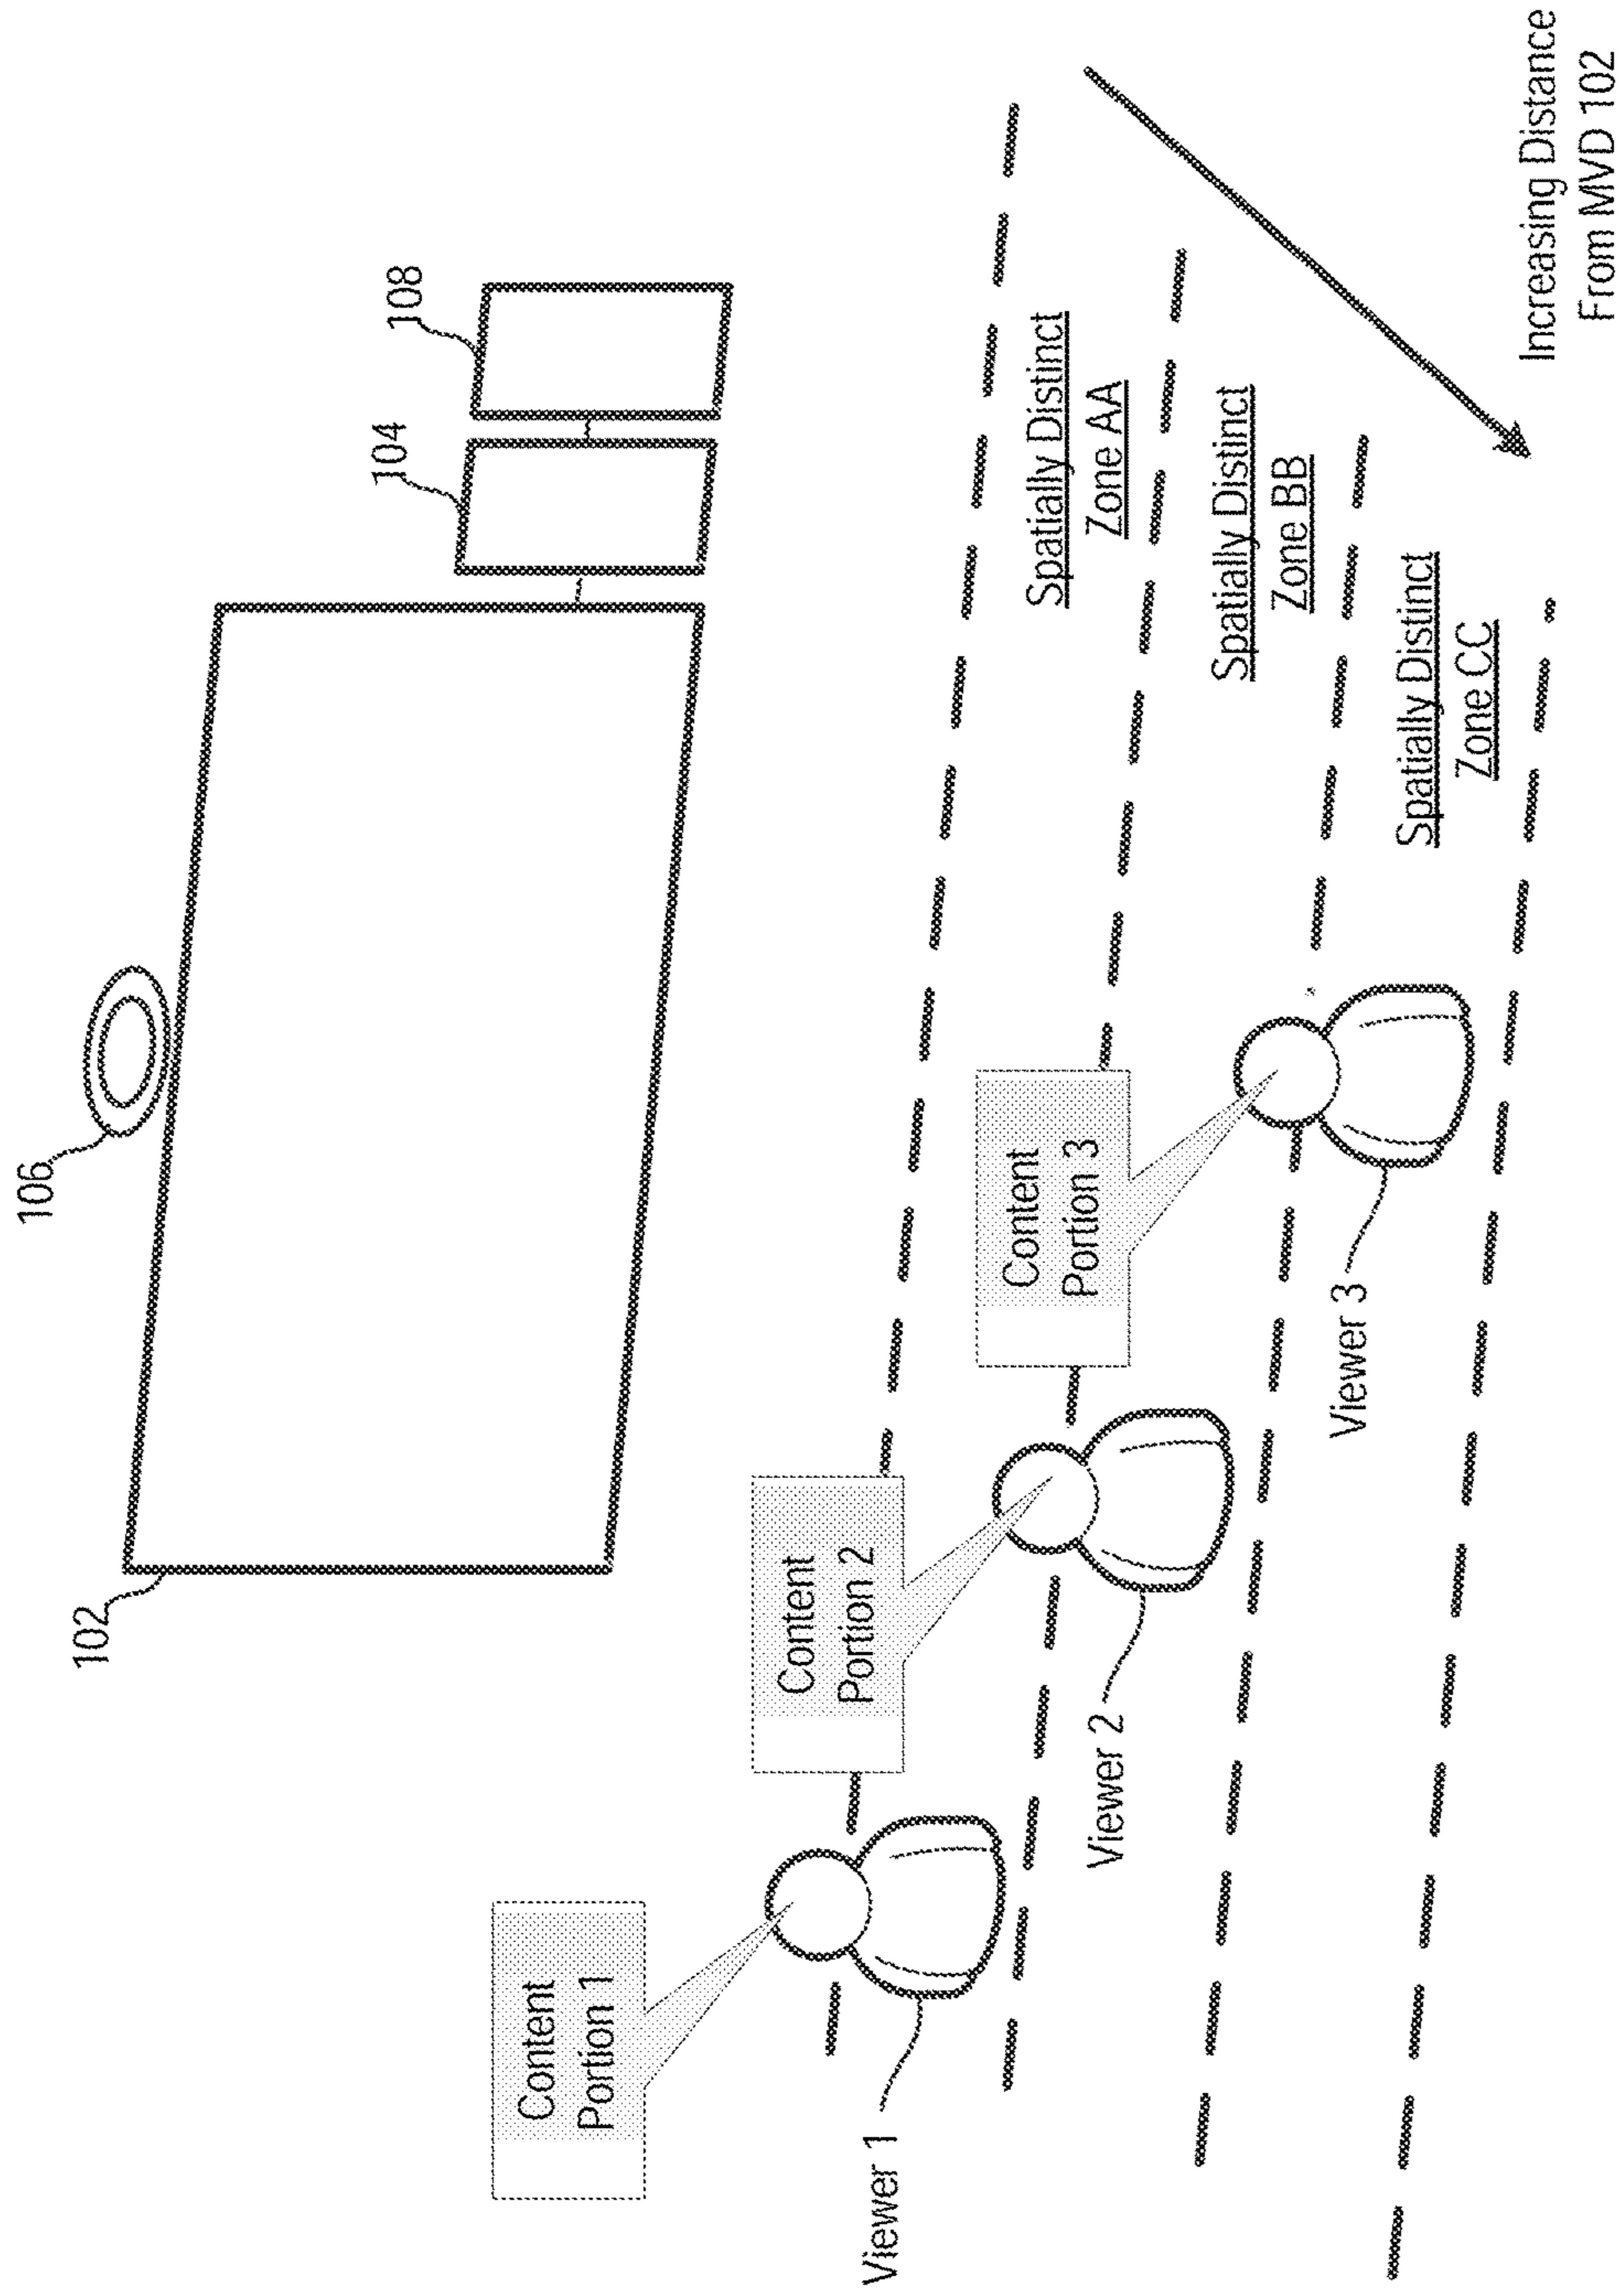 106
102
104
108
Content
Portion 1
Content
Portion 2
Content
Portion 3
Viewer 1
Viewer 2
Viewer 3
Spatially Distinct
Zone AA
Spatially Distinct
Zone BB
Spatially Distinct
Zone CC
Increasing Distance
From MVD 102